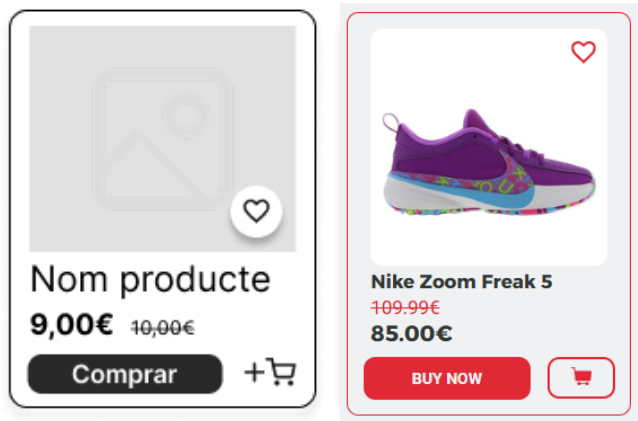 Nom producte
9,00€ 10,00€
Comprar
+
Nike Zoom Freak 5
109.99€
85.00€
BUY NOW